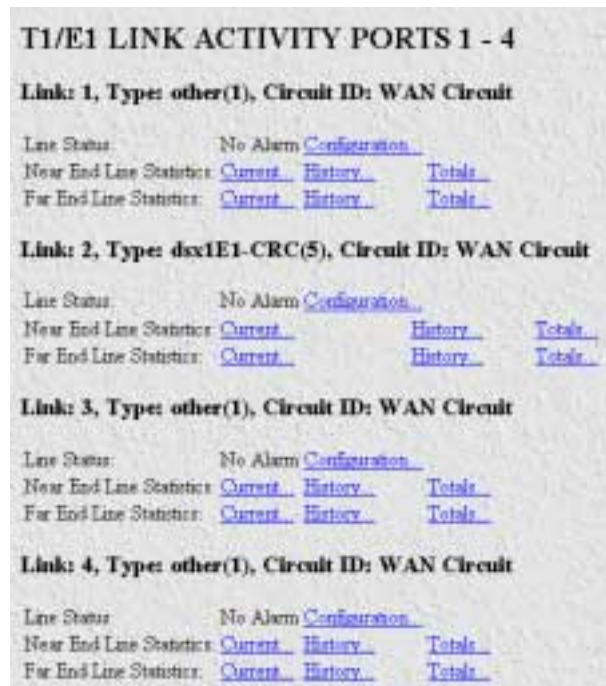 T1/E1 LINK ACTIVITY PORTS 1 - 4
Link: 1, Type: other(1), Circuit ID: WAN Circuit
Line Status: No Alarm Configuration...
Near End Line Statistics: Current... History... Totals...
Far End Line Statistics: Current... History... Totals...
Link: 2, Type: dsx1E1-CRC(5), Circuit ID: WAN Circuit
Line Status: No Alarm Configuration...
Near End Line Statistics: Current... History... Totals...
Far End Line Statistics: Current... History... Totals...
Link: 3, Type: other(1), Circuit ID: WAN Circuit
Line Status: No Alarm Configuration...
Near End Line Statistics: Current... History... Totals...
Far End Line Statistics: Current... History... Totals...
Link: 4, Type: other(1), Circuit ID: WAN Circuit
Line Status: No Alarm Configuration...
Near End Line Statistics: Current... History... Totals...
Far End Line Statistics: Current... History... Totals...